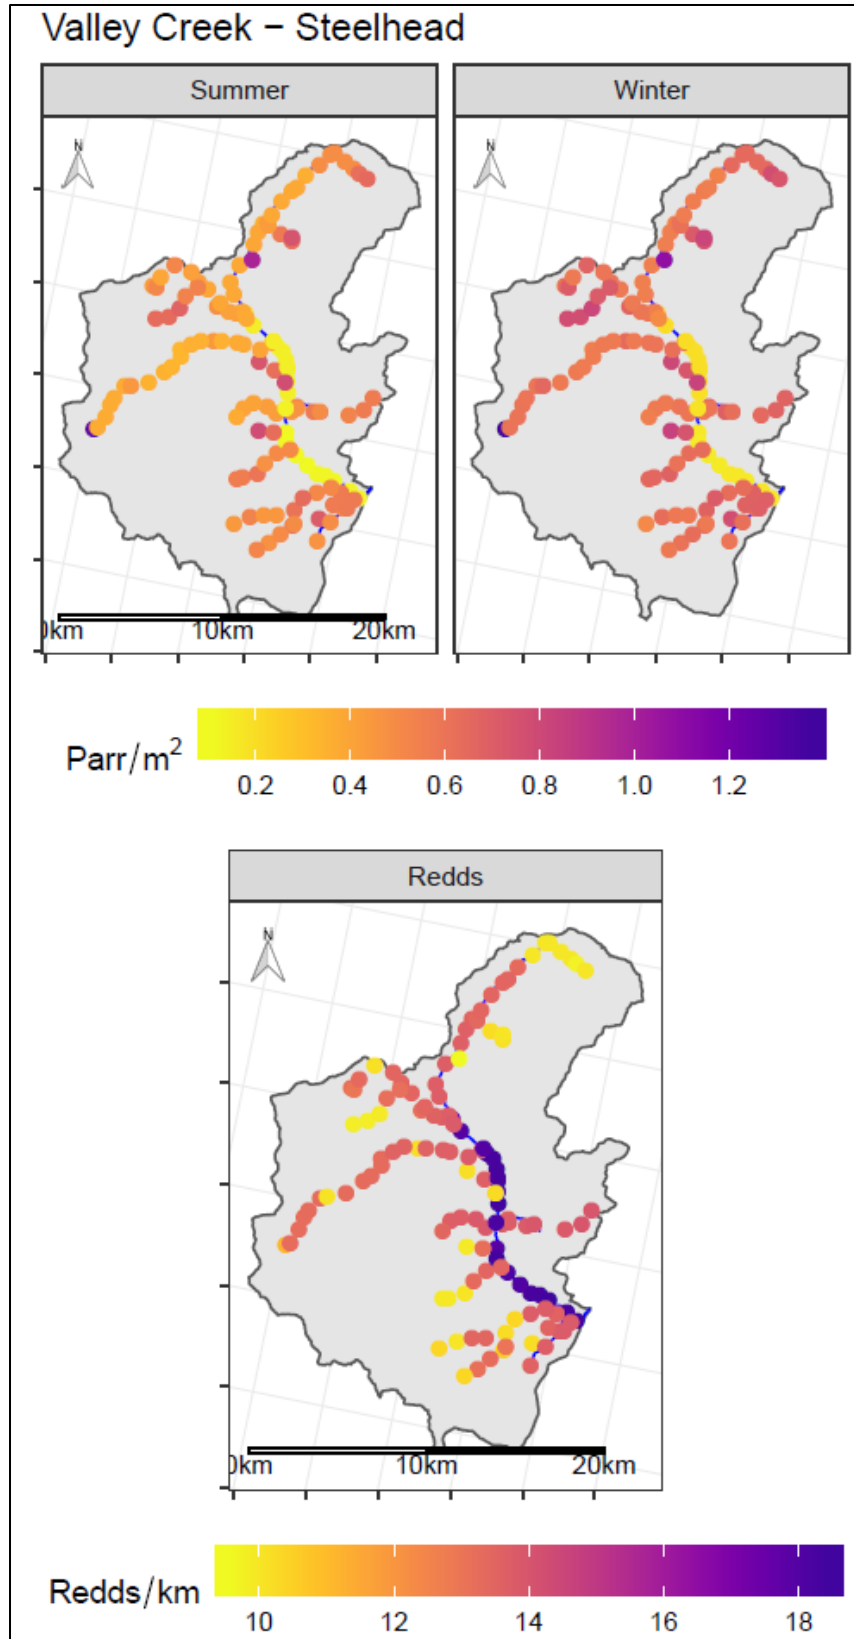 Valley Creek − Steelhead
Summer
Winter
N
N
0km 10km 20km
Parr/m²
0.2 0.4 0.6 0.8 1.0 1.2
Redds
N
0km 10km 20km
Redds/km
10 12 14 16 18